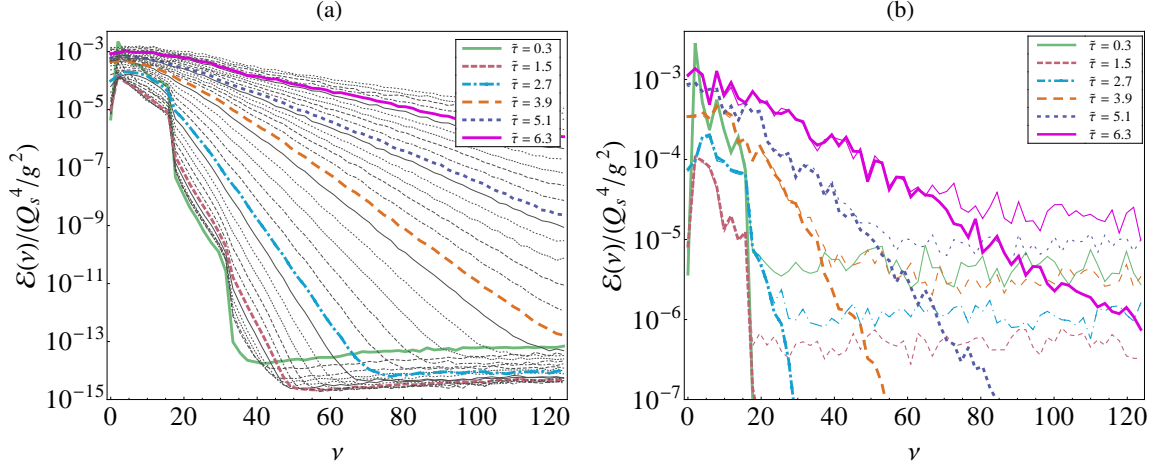 (a)
ℰ(ν)/(Q_s^4/g^2)
10^-3
10^-5
10^-7
10^-9
10^-11
10^-13
10^-15
0 20 40 60 80 100 120
ν
τ̃ = 0.3
τ̃ = 1.5
τ̃ = 2.7
τ̃ = 3.9
τ̃ = 5.1
τ̃ = 6.3
(b)
ℰ(ν)/(Q_s^4/g^2)
10^-3
10^-4
10^-5
10^-6
10^-7
0 20 40 60 80 100 120
ν
τ̃ = 0.3
τ̃ = 1.5
τ̃ = 2.7
τ̃ = 3.9
τ̃ = 5.1
τ̃ = 6.3